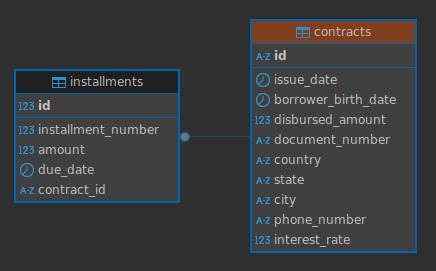 installments
123 id
123 installment_number
123 amount
due_date
A-Z contract_id
contracts
A-Z id
issue_date
borrower_birth_date
123 disbursed_amount
A-Z document_number
A-Z country
A-Z state
A-Z city
A-Z phone_number
123 interest_rate